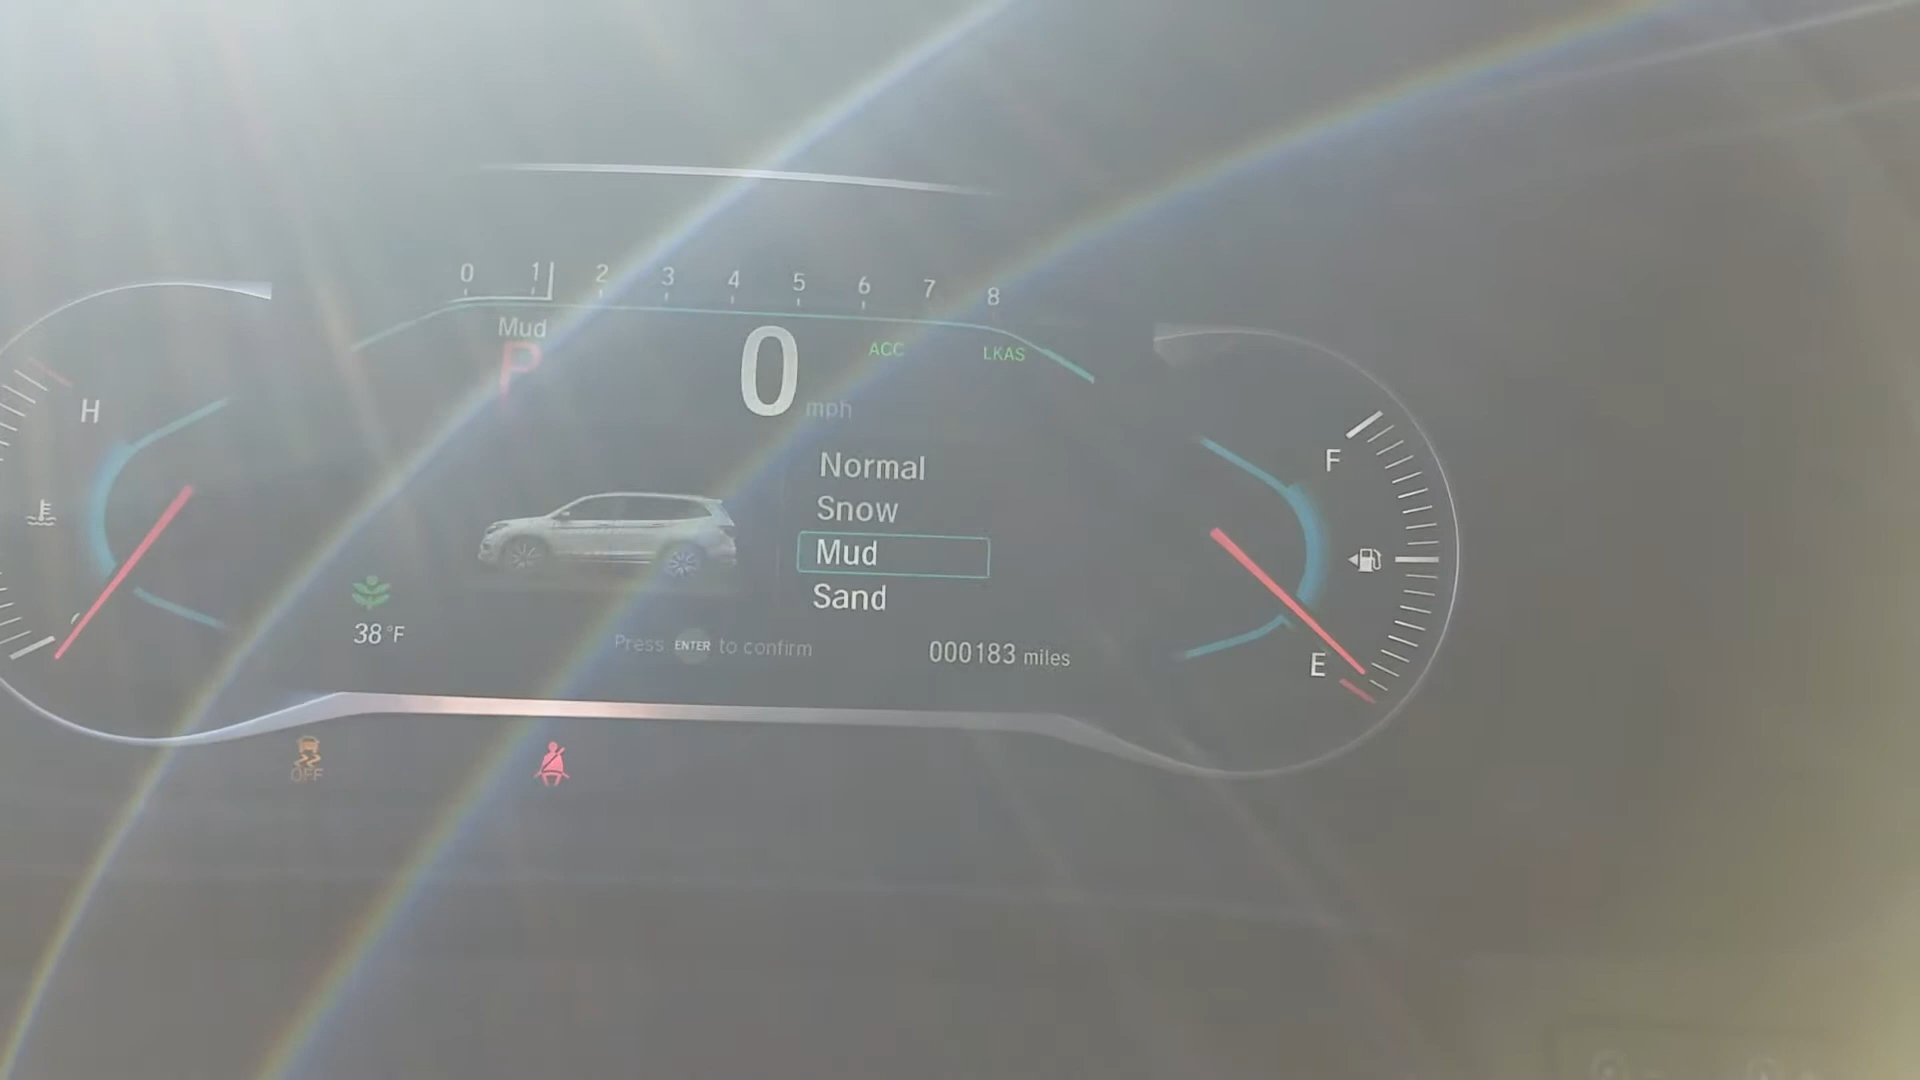 0 1 2 3 4 5 6 7 8
Mud
P
0 mph
ACC
LKAS
H
F
Normal
Snow
Mud
Sand
38°F
Press ENTER to confirm
000183 miles
E
OFF